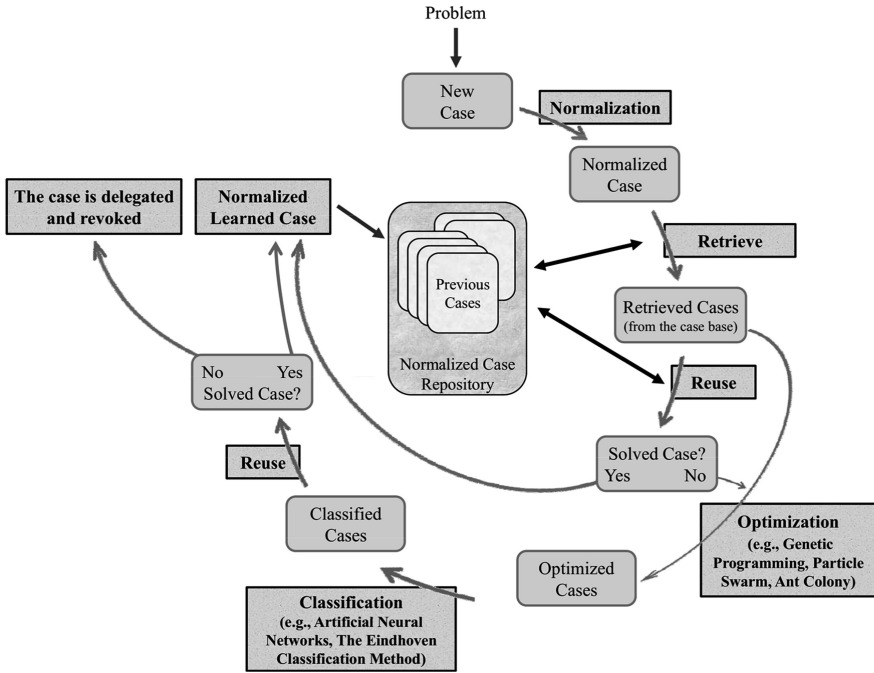 Problem
New
Case
Normalization
Normalized
Case
The case is delegated
and revoked
Normalized
Learned Case
Retrieve
Previous
Cases
Retrieved Cases
(from the case base)
Normalized Case
Repository
No Yes
Solved Case?
Reuse
Solved Case?
Yes No
Reuse
Classified
Cases
Optimization
(e.g., Genetic
Programming, Particle
Swarm, Ant Colony)
Optimized
Cases
Classification
(e.g., Artificial Neural
Networks, The Eindhoven
Classification Method)